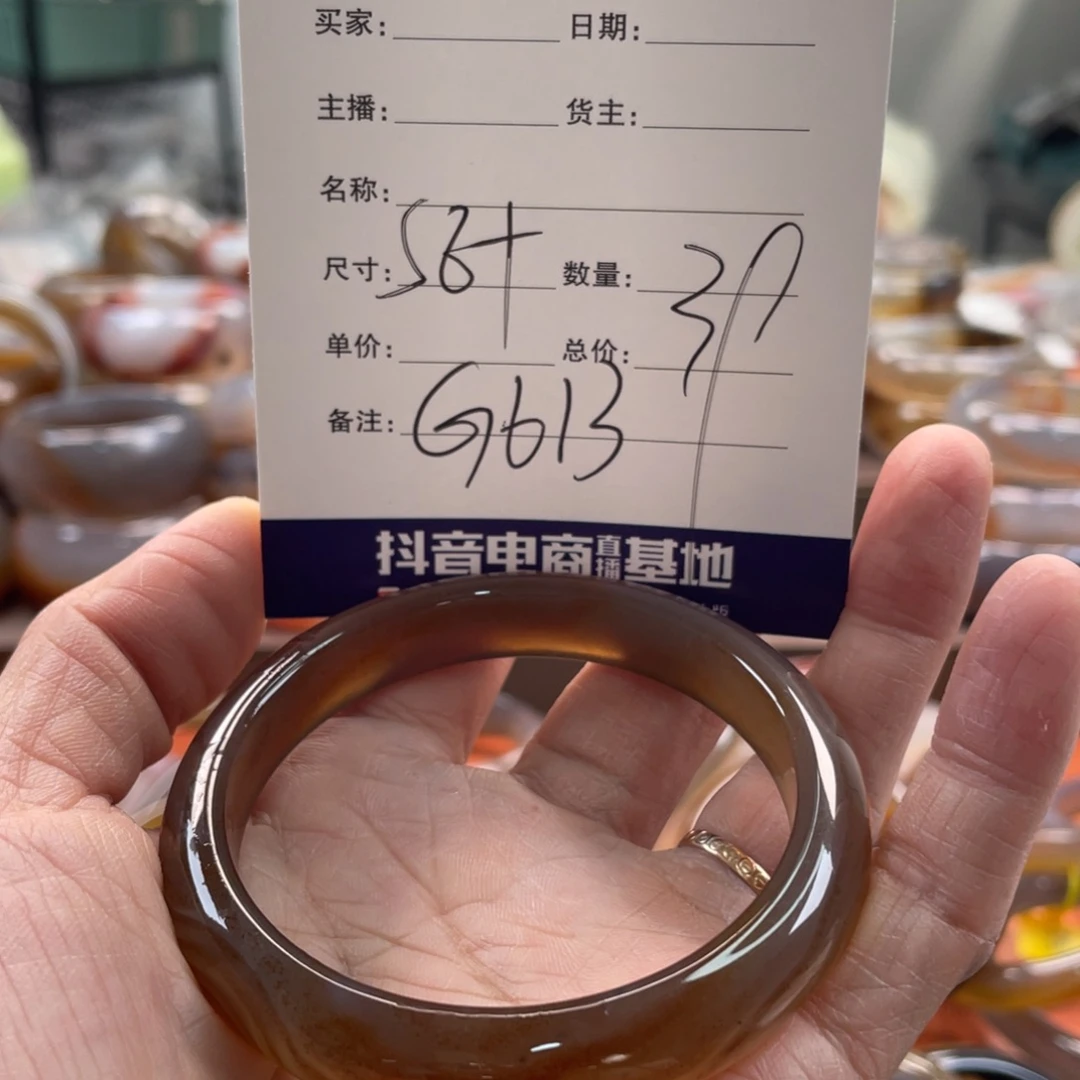 买家: 日期:
主播: 货主:
名称:
尺寸: 56+ 数量:
单价: 总价:
备注: G613
抖音电商直播基地